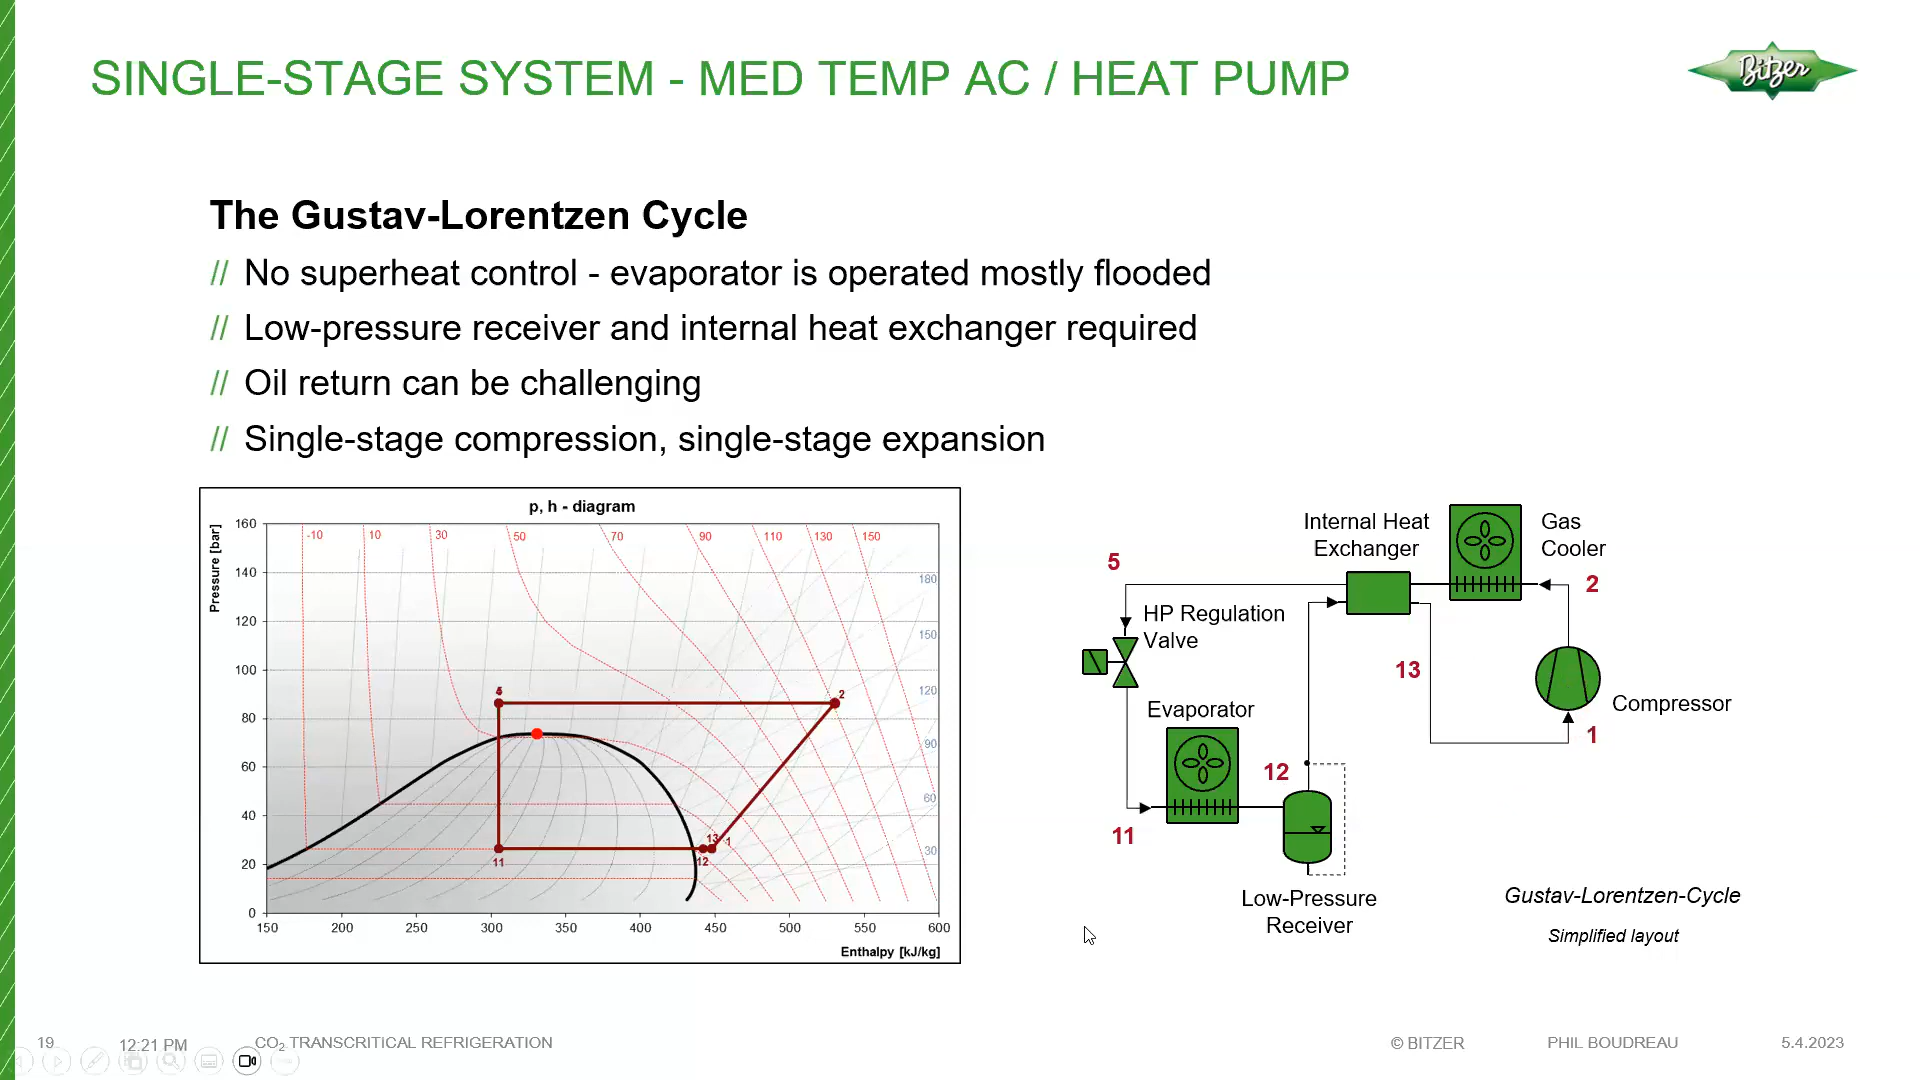 SINGLE-STAGE SYSTEM - MED TEMP AC / HEAT PUMP
Bitzer
The Gustav-Lorentzen Cycle
// No superheat control - evaporator is operated mostly flooded
// Low-pressure receiver and internal heat exchanger required
// Oil return can be challenging
// Single-stage compression, single-stage expansion
p, h - diagram
Pressure [bar]
160
140
120
100
80
60
40
20
0
-10 10 30 50 70 90 110 130 150
180
150
120
90
60
30
2
11
12
13
1
150 200 250 300 350 400 450 500 550 600
Enthalpy [kJ/kg]
Internal Heat
Exchanger
Gas
Cooler
5
2
HP Regulation
Valve
13
Compressor
1
Evaporator
12
11
Low-Pressure
Receiver
Gustav-Lorentzen-Cycle
Simplified layout
19
12:21 PM
CO2 TRANSCRITICAL REFRIGERATION
© BITZER
PHIL BOUDREAU
5.4.2023